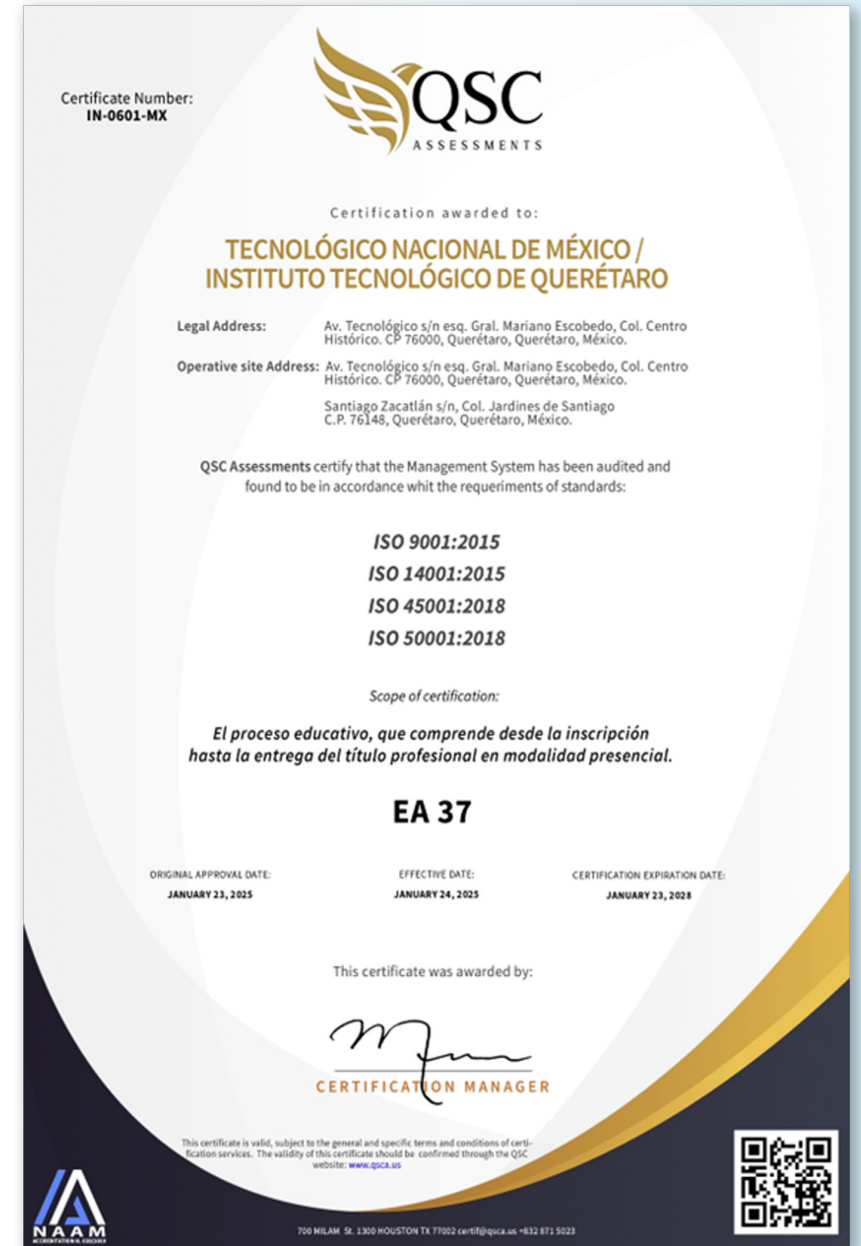 Certificate Number:
IN-0601-MX
QSC
ASSESSMENTS
Certification awarded to:
TECNOLÓGICO NACIONAL DE MÉXICO /
INSTITUTO TECNOLÓGICO DE QUERÉTARO
Legal Address: Av. Tecnológico s/n esq. Gral. Mariano Escobedo, Col. Centro
Histórico. CP 76000, Querétaro, Querétaro, México.
Operative site Address: Av. Tecnológico s/n esq. Gral. Mariano Escobedo, Col. Centro
Histórico. CP 76000, Querétaro, Querétaro, México.
Santiago Zacatlán s/n, Col. Jardines de Santiago
C.P. 76148, Querétaro, Querétaro, México.
QSC Assessments certify that the Management System has been audited and
found to be in accordance whit the requeriments of standards:
ISO 9001:2015
ISO 14001:2015
ISO 45001:2018
ISO 50001:2018
Scope of certification:
El proceso educativo, que comprende desde la inscripción
hasta la entrega del título profesional en modalidad presencial.
EA 37
ORIGINAL APPROVAL DATE: EFFECTIVE DATE: CERTIFICATION EXPIRATION DATE:
JANUARY 23, 2025 JANUARY 24, 2025 JANUARY 23, 2028
This certificate was awarded by:
CERTIFICATION MANAGER
This certificate is valid, subject to the general and specific terms and conditions of certi-
fication services. The validity of this certificate should be confirmed through the QSC
website: www.qsca.us
NAAM
700 MILAM St. 1300 HOUSTON TX 77002 certif@qsca.us +832 871 5023